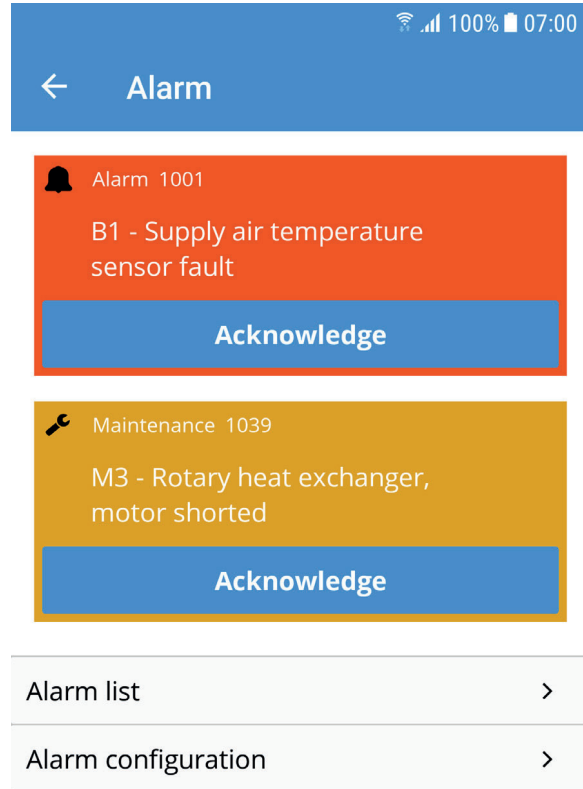 100% 07:00
Alarm
Alarm 1001
B1 - Supply air temperature
sensor fault
Acknowledge
Maintenance 1039
M3 - Rotary heat exchanger,
motor shorted
Acknowledge
Alarm list
Alarm configuration